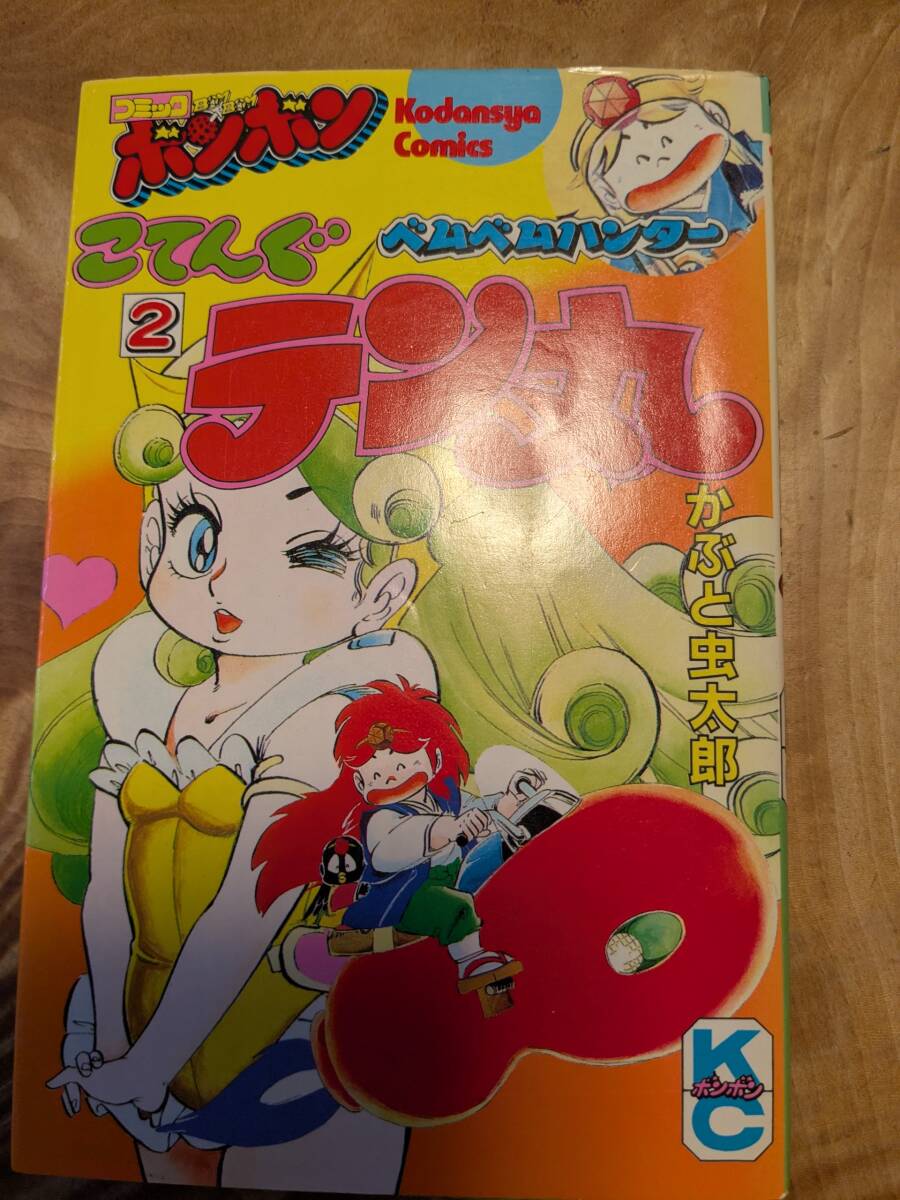 コミック
ボンボン
Kodansya
Comics
ベムベムハンター
こてんぐ
2
テン丸
かぶと虫太郎
KC
ボンボン